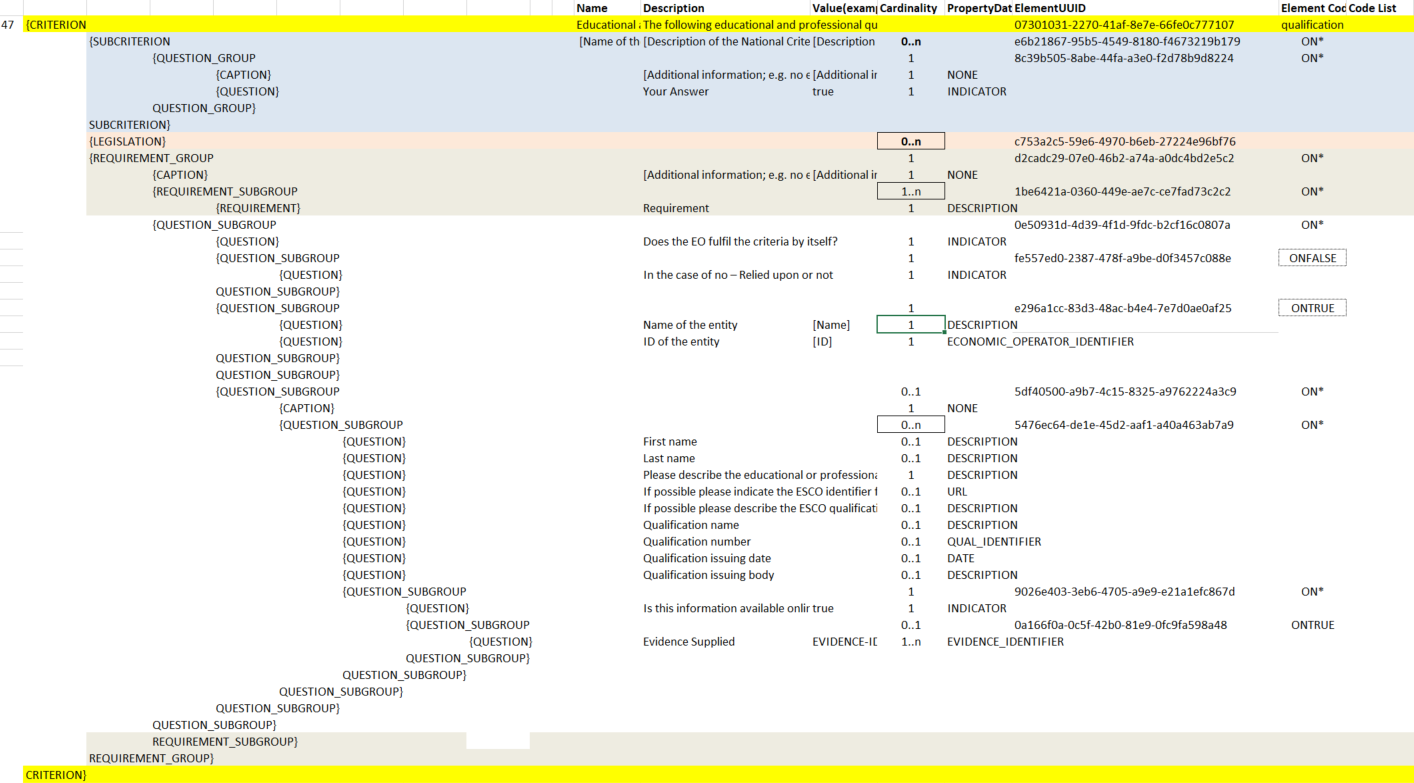 Name Description Value(exam Cardinality PropertyDat ElementUUID Element Cod Code List
47 {CRITERION Educational The following educational and professional qu 07301031-2270-41af-8e7e-66fe0c777107 qualification
{SUBCRITERION [Name of th [Description of the National Crite [Description 0..n e6b21867-95b5-4549-8180-f4673219b179 ON*
{QUESTION_GROUP 1 8c39b505-8abe-44fa-a3e0-f2d78b9d8224 ON*
{CAPTION} [Additional information; e.g. no e [Additional ir 1 NONE
{QUESTION} Your Answer true 1 INDICATOR
QUESTION_GROUP}
SUBCRITERION}
{LEGISLATION} 0..n c753a2c5-59e6-4970-b6eb-27224e96bf76
{REQUIREMENT_GROUP 1 d2cadc29-07e0-46b2-a74a-a0dc4bd2e5c2 ON*
{CAPTION} [Additional information; e.g. no e [Additional ir 1 NONE
{REQUIREMENT_SUBGROUP 1..n 1be6421a-0360-449e-ae7c-ce7fad73c2c2 ON*
{REQUIREMENT} Requirement 1 DESCRIPTION
{QUESTION_SUBGROUP 0e50931d-4d39-4f1d-9fdc-b2cf16c0807a ON*
{QUESTION} Does the EO fulfil the criteria by itself? 1 INDICATOR
{QUESTION_SUBGROUP 1 fe557ed0-2387-478f-a9be-d0f3457c088e ONFALSE
{QUESTION} In the case of no – Relied upon or not 1 INDICATOR
QUESTION_SUBGROUP}
{QUESTION_SUBGROUP 1 e296a1cc-83d3-48ac-b4e4-7e7d0ae0af25 ONTRUE
{QUESTION} Name of the entity [Name] 1 DESCRIPTION
{QUESTION} ID of the entity [ID] 1 ECONOMIC_OPERATOR_IDENTIFIER
QUESTION_SUBGROUP}
QUESTION_SUBGROUP}
{QUESTION_SUBGROUP 0..1 5df40500-a9b7-4c15-8325-a9762224a3c9 ON*
{CAPTION} 1 NONE
{QUESTION_SUBGROUP 0..n 5476ec64-de1e-45d2-aaf1-a40a463ab7a9 ON*
{QUESTION} First name 0..1 DESCRIPTION
{QUESTION} Last name 0..1 DESCRIPTION
{QUESTION} Please describe the educational or professiona 1 DESCRIPTION
{QUESTION} If possible please indicate the ESCO identifier f 0..1 URL
{QUESTION} If possible please describe the ESCO qualificati 0..1 DESCRIPTION
{QUESTION} Qualification name 0..1 DESCRIPTION
{QUESTION} Qualification number 0..1 QUAL_IDENTIFIER
{QUESTION} Qualification issuing date 0..1 DATE
{QUESTION} Qualification issuing body 0..1 DESCRIPTION
{QUESTION_SUBGROUP 1 9026e403-3eb6-4705-a9e9-e21a1efc867d ON*
{QUESTION} Is this information available onlir true 1 INDICATOR
{QUESTION_SUBGROUP 0..1 0a166f0a-0c5f-42b0-81e9-0fc9fa598a48 ONTRUE
{QUESTION} Evidence Supplied EVIDENCE-IC 1..n EVIDENCE_IDENTIFIER
QUESTION_SUBGROUP}
QUESTION_SUBGROUP}
QUESTION_SUBGROUP}
QUESTION_SUBGROUP}
QUESTION_SUBGROUP}
REQUIREMENT_SUBGROUP}
REQUIREMENT_GROUP}
CRITERION}